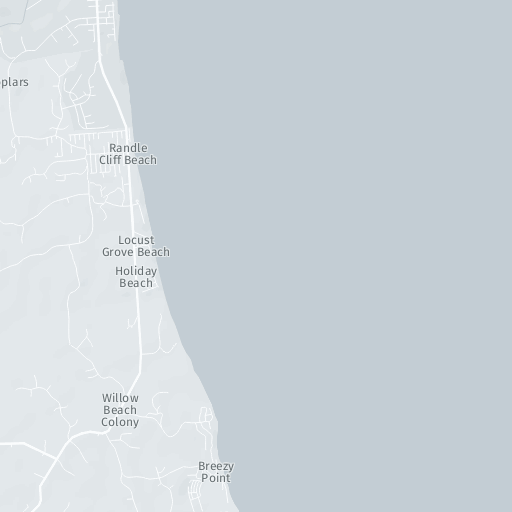 plars
Randle
Cliff Beach
Locust
Grove Beach
Holiday
Beach
Willow
Beach
Colony
Breezy
Point